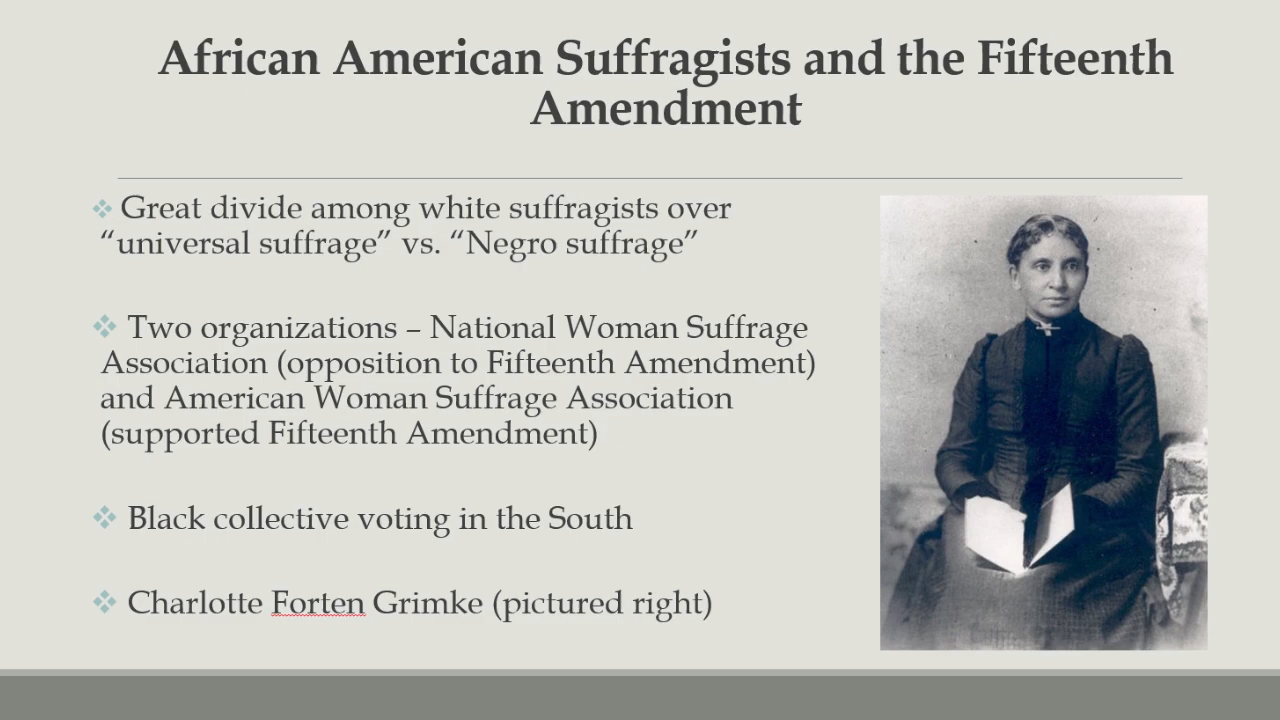 African American Suffragists and the Fifteenth
Amendment
Great divide among white suffragists over
“universal suffrage” vs. “Negro suffrage”
Two organizations – National Woman Suffrage
Association (opposition to Fifteenth Amendment)
and American Woman Suffrage Association
(supported Fifteenth Amendment)
Black collective voting in the South
Charlotte Forten Grimke (pictured right)